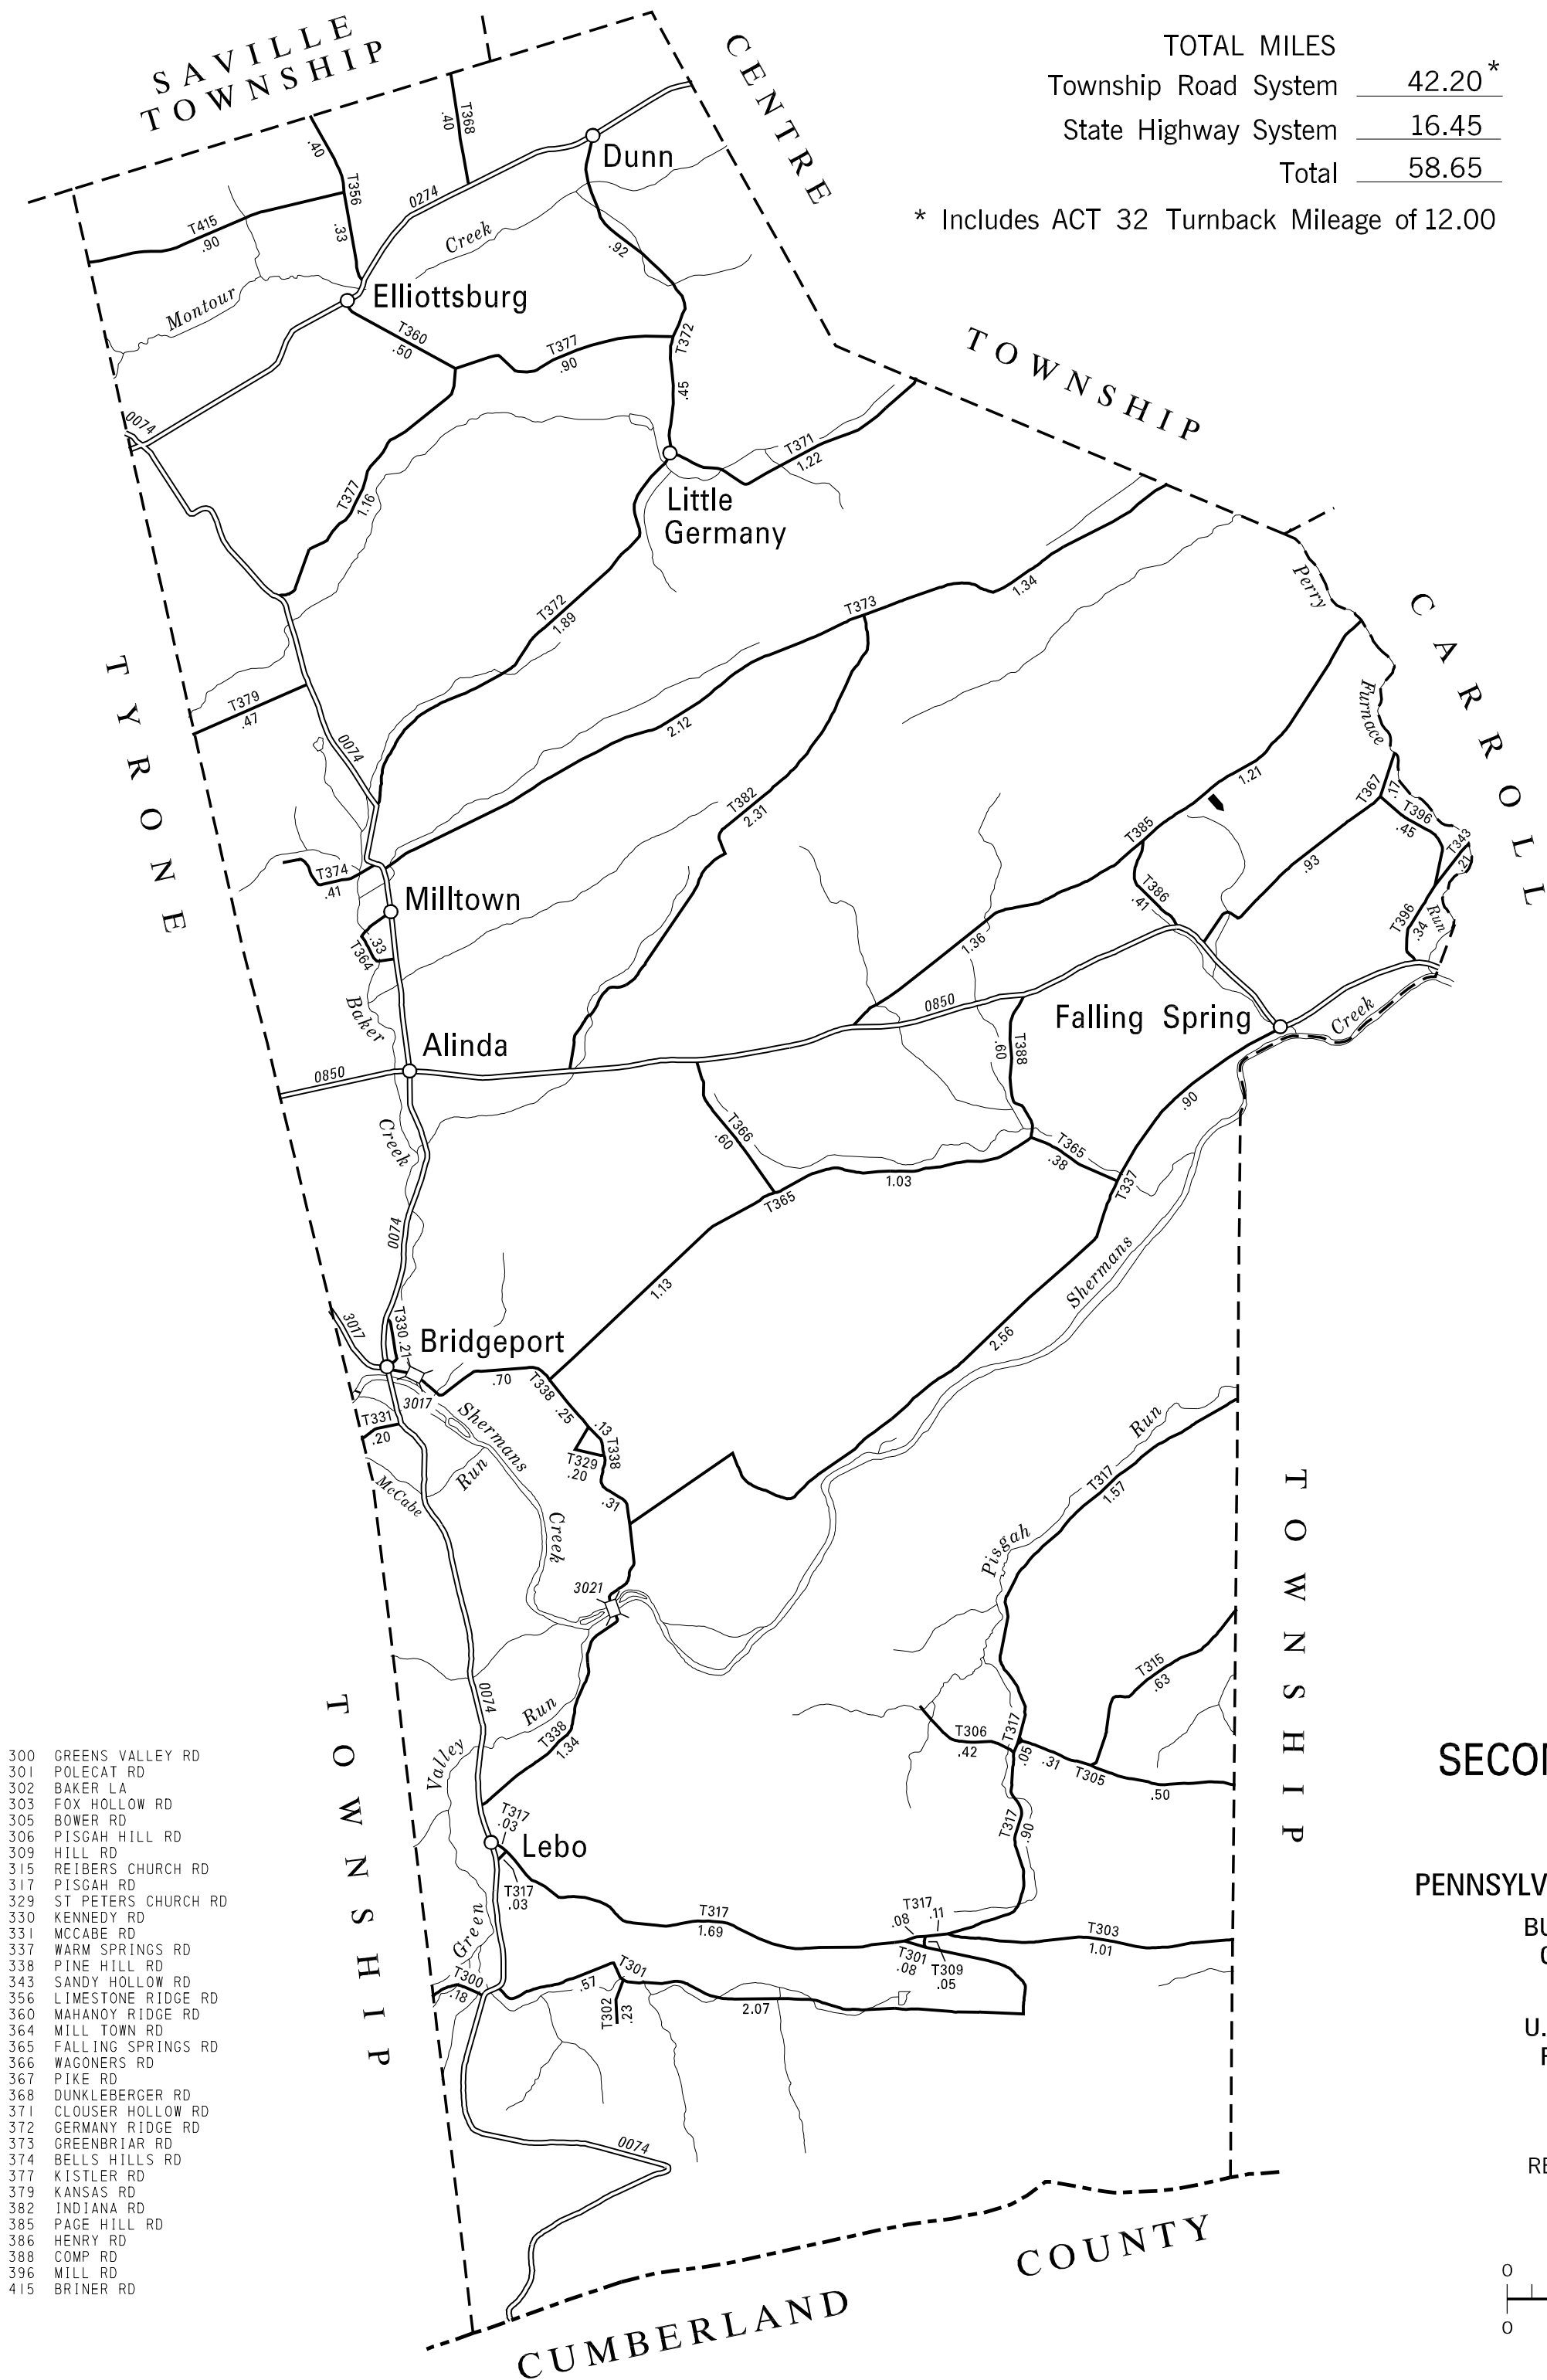 SAVILLE
TOWNSHIP
CENTRE
TOWNSHIP
CARROLL
TOWNSHIP
TYRONE
TOWNSHIP
CUMBERLAND
COUNTY
TOTAL MILES
Township Road System 42.20*
State Highway System 16.45
Total 58.65
* Includes ACT 32 Turnback Mileage of 12.00
T368
.40
Dunn
.40
T356
.33
0274
T415
.90
Creek
.92
Montour
Elliottsburg
T360
.50
T377
.90
T372
.45
0074
T371
1.22
T377
1.16
Little
Germany
T372
1.89
T373
1.34
Perry
Furnace
T379
.47
0074
2.12
T382
2.31
1.21
T367
.17
T396
.45
T343
.21
T385
.93
T386
.41
T396
.34
Run
T374
.41
Milltown
.33
T364
1.36
Baker
0850
Falling Spring
Creek
Alinda
0850
.60
T388
.90
Creek
T366
.60
T365
.38
T337
1.03
T365
0074
Shermans
1.13
3017
T330
.21
Bridgeport
2.56
3017
.70
T338
.25
.13
T338
T331
.20
Shermans
T329
.20
Run
McCabe
.31
Creek
Run
T317
1.57
Pisgah
3021
0074
Run
T338
1.34
Valley
T315
.63
T306
.42
T317
.05
.31
T305
.50
T317
.03
Lebo
T317
.90
T317
.03
T317
1.69
T317
.08
.11
T303
1.01
T301
.08
T309
.05
Green
T300
.18
.57
T301
T302
.23
2.07
0074
300 GREENS VALLEY RD
301 POLECAT RD
302 BAKER LA
303 FOX HOLLOW RD
305 BOWER RD
306 PISGAH HILL RD
309 HILL RD
315 REIBERS CHURCH RD
317 PISGAH RD
329 ST PETERS CHURCH RD
330 KENNEDY RD
331 MCCABE RD
337 WARM SPRINGS RD
338 PINE HILL RD
343 SANDY HOLLOW RD
356 LIMESTONE RIDGE RD
360 MAHANOY RIDGE RD
364 MILL TOWN RD
365 FALLING SPRINGS RD
366 WAGONERS RD
367 PIKE RD
368 DUNKLEBERGER RD
371 CLOUSER HOLLOW RD
372 GERMANY RIDGE RD
373 GREENBRIAR RD
374 BELLS HILLS RD
377 KISTLER RD
379 KANSAS RD
382 INDIANA RD
385 PAGE HILL RD
386 HENRY RD
388 COMP RD
396 MILL RD
415 BRINER RD
PENNSYLV
U.
0
0